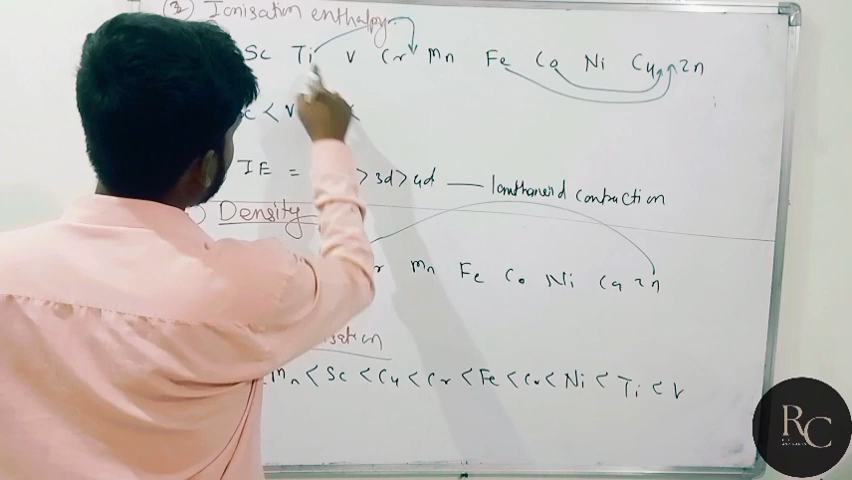 (3) Ionisation enthalpy
Sc Ti V Cr Mn Fe Co Ni Cu Zn
Sc < V
IE = > 3d > 4d — lanthanoid contraction
Density
Mn Fe Co Ni Cu Zn
Mn < Sc < Cu < Cr < Fe < Co < Ni < Ti < V
RC